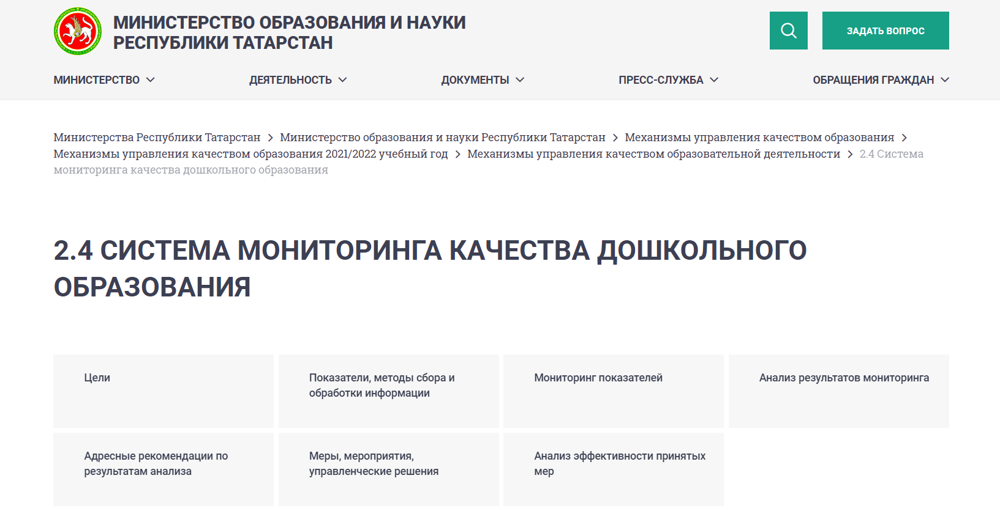 МИНИСТЕРСТВО ОБРАЗОВАНИЯ И НАУКИ
РЕСПУБЛИКИ ТАТАРСТАН
ЗАДАТЬ ВОПРОС
МИНИСТЕРСТВО
ДЕЯТЕЛЬНОСТЬ
ДОКУМЕНТЫ
ПРЕСС-СЛУЖБА
ОБРАЩЕНИЯ ГРАЖДАН
Министерства Республики Татарстан > Министерство образования и науки Республики Татарстан > Механизмы управления качеством образования >
Механизмы управления качеством образования 2021/2022 учебный год > Механизмы управления качеством образовательной деятельности > 2.4 Система
мониторинга качества дошкольного образования
2.4 СИСТЕМА МОНИТОРИНГА КАЧЕСТВА ДОШКОЛЬНОГО
ОБРАЗОВАНИЯ
Цели
Показатели, методы сбора и
обработки информации
Мониторинг показателей
Анализ результатов мониторинга
Адресные рекомендации по
результатам анализа
Меры, мероприятия,
управленческие решения
Анализ эффективности принятых
мер